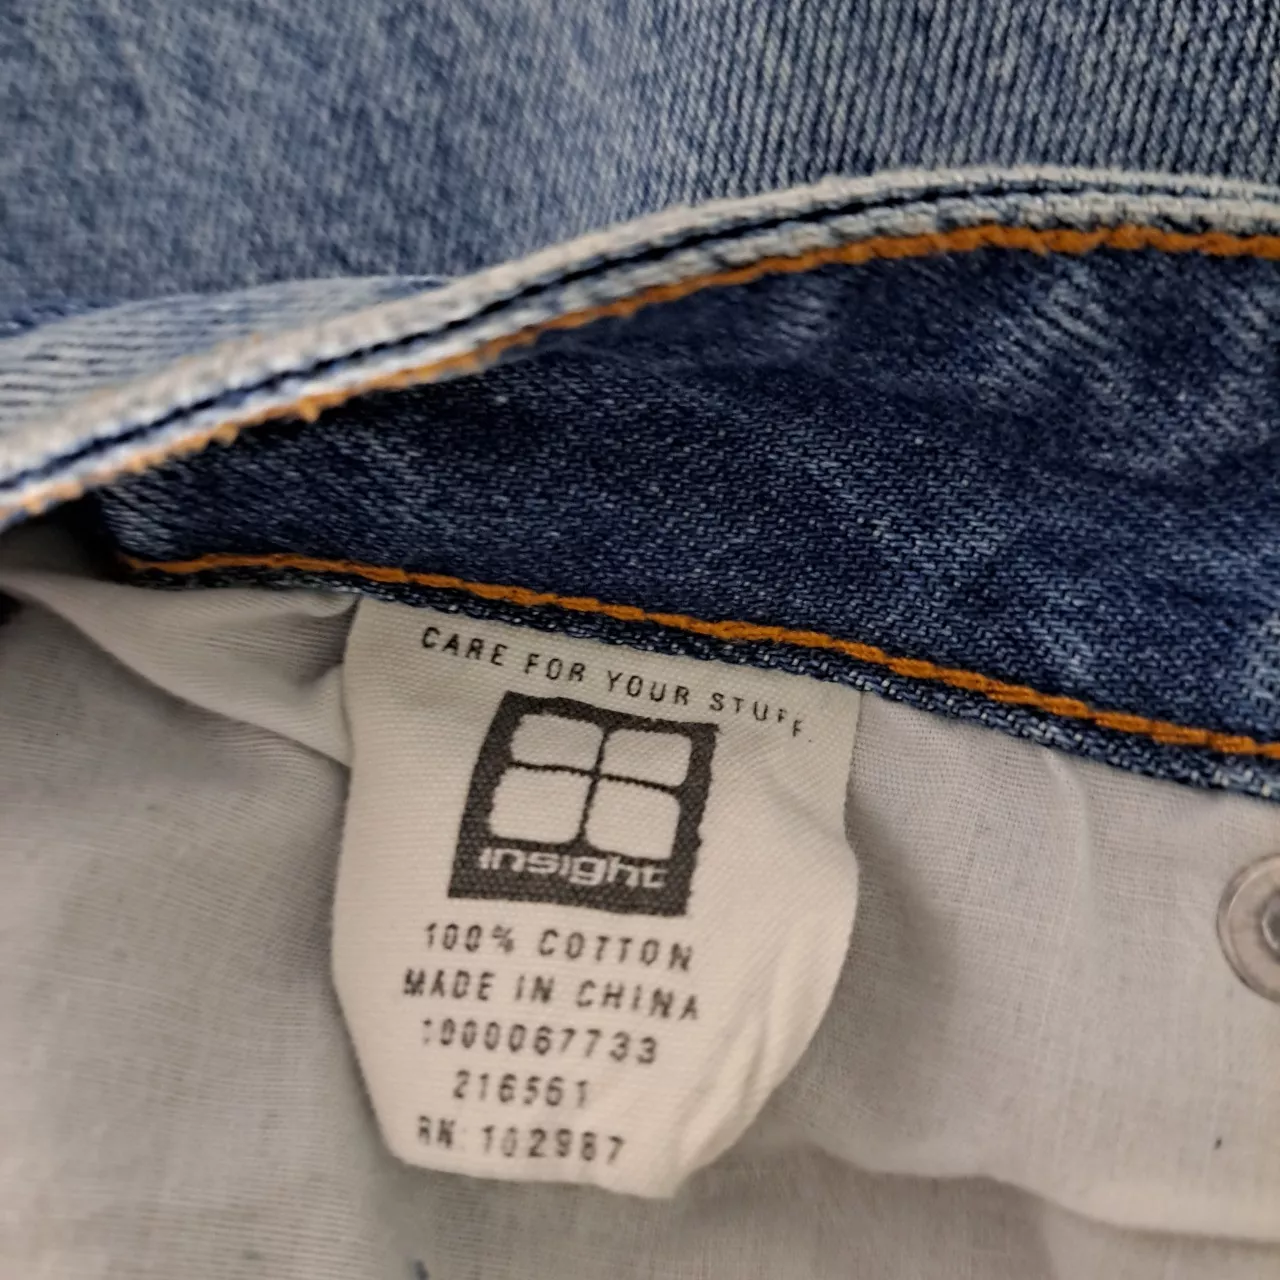 CARE FOR YOUR STUFF.
insight
100% COTTON
MADE IN CHINA
1000067733
216561
RN: 102987